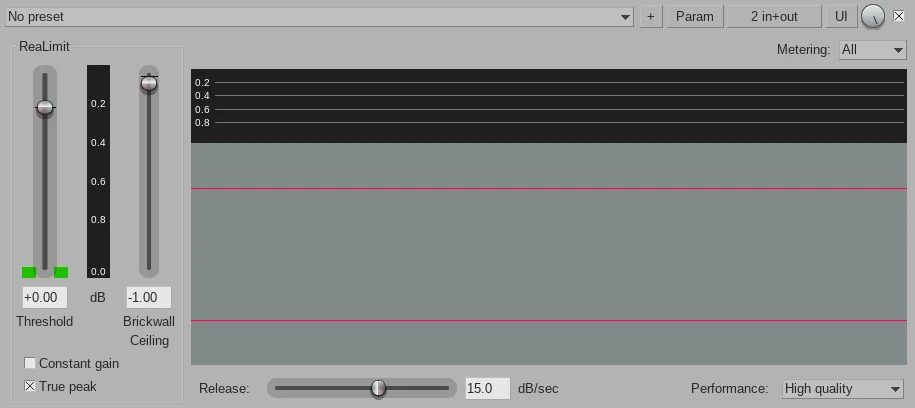 No preset
+
Param
2 in+out
UI
ReaLimit
Metering:
All
0.2
0.4
0.6
0.8
0.2
0.4
0.6
0.8
0.0
+0.00
dB
-1.00
Threshold
Brickwall
Ceiling
Constant gain
True peak
Release:
15.0
dB/sec
Performance:
High quality